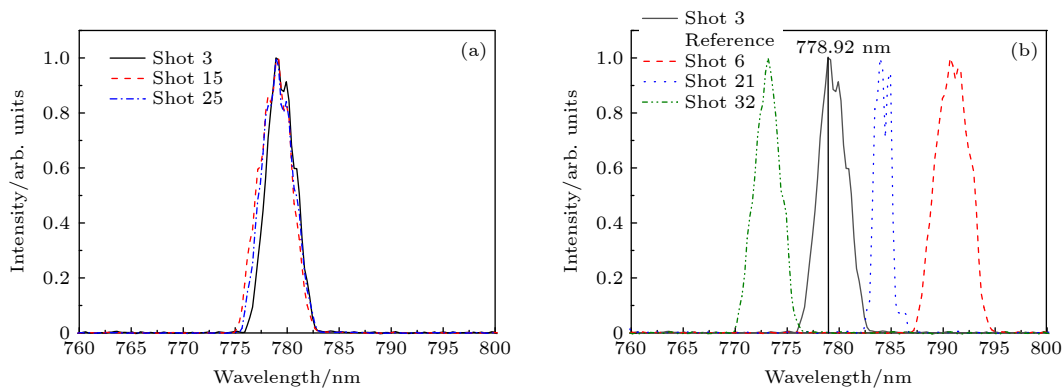 (a)
Shot 3
Shot 15
Shot 25
1.0
0.8
0.6
0.4
0.2
0
Intensity/arb. units
760 765 770 775 780 785 790 795 800
Wavelength/nm
(b)
Shot 3
Reference
Shot 6
Shot 21
Shot 32
778.92 nm
1.0
0.8
0.6
0.4
0.2
0
Intensity/arb. units
760 765 770 775 780 785 790 795 800
Wavelength/nm